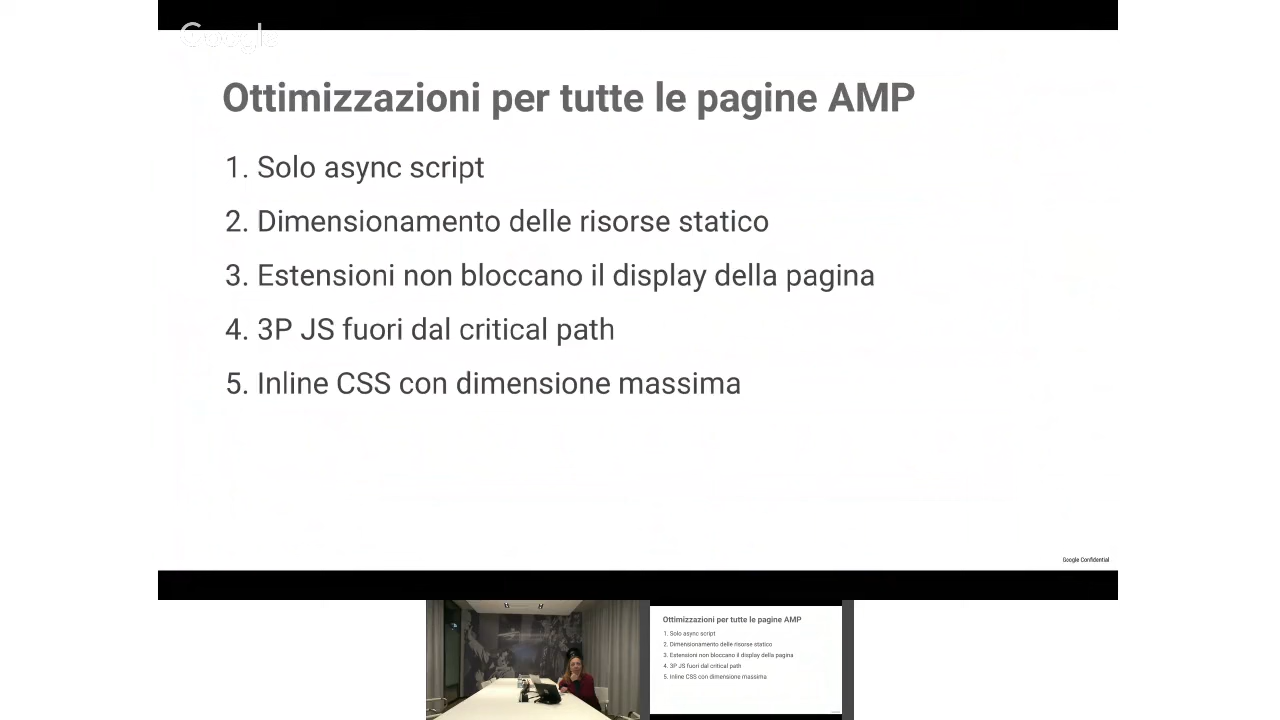 Google
Ottimizzazioni per tutte le pagine AMP
1. Solo async script
2. Dimensionamento delle risorse statico
3. Estensioni non bloccano il display della pagina
4. 3P JS fuori dal critical path
5. Inline CSS con dimensione massima
Google Confidential
Ottimizzazioni per tutte le pagine AMP
1. Solo async script
2. Dimensionamento delle risorse statico
3. Estensioni non bloccano il display della pagina
4. 3P JS fuori dal critical path
5. Inline CSS con dimensione massima